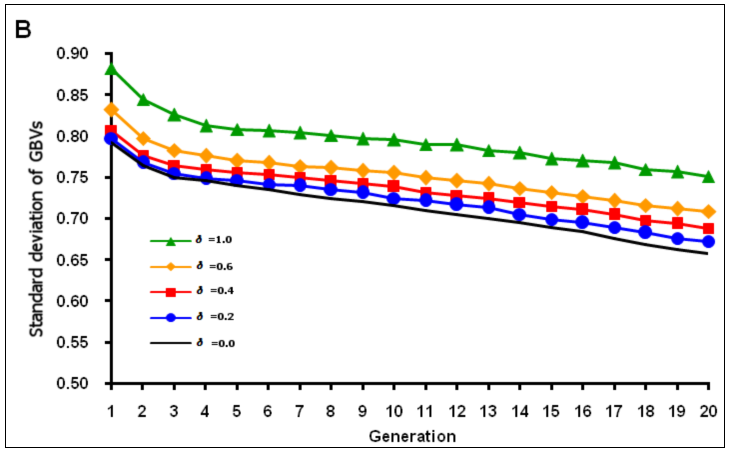 B
Standard deviation of GBVs
0.90
0.85
0.80
0.75
0.70
0.65
0.60
0.55
0.50
ð =1.0
ð =0.6
ð =0.4
ð =0.2
ð =0.0
1 2 3 4 5 6 7 8 9 10 11 12 13 14 15 16 17 18 19 20
Generation